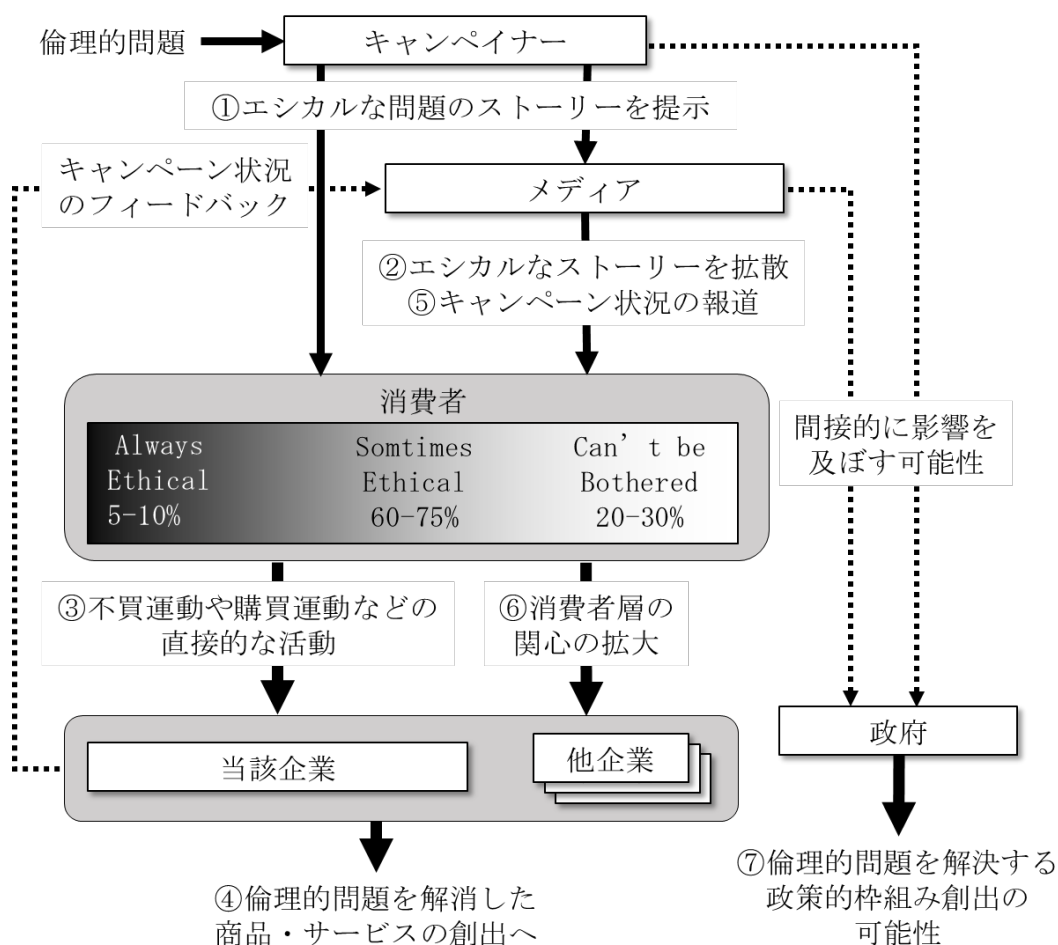 倫理的問題
キャンペイナー
①エシカルな問題のストーリーを提示
キャンペーン状況
のフィードバック
メディア
②エシカルなストーリーを拡散
⑤キャンペーン状況の報道
消費者
Always
Ethical
5-10%
Somtimes
Ethical
60-75%
Can't be
Bothered
20-30%
間接的に影響を
及ぼす可能性
③不買運動や購買運動などの
直接的な活動
⑥消費者層の
関心の拡大
当該企業
他企業
政府
④倫理的問題を解消した
商品・サービスの創出へ
⑦倫理的問題を解決する
政策的枠組み創出の
可能性